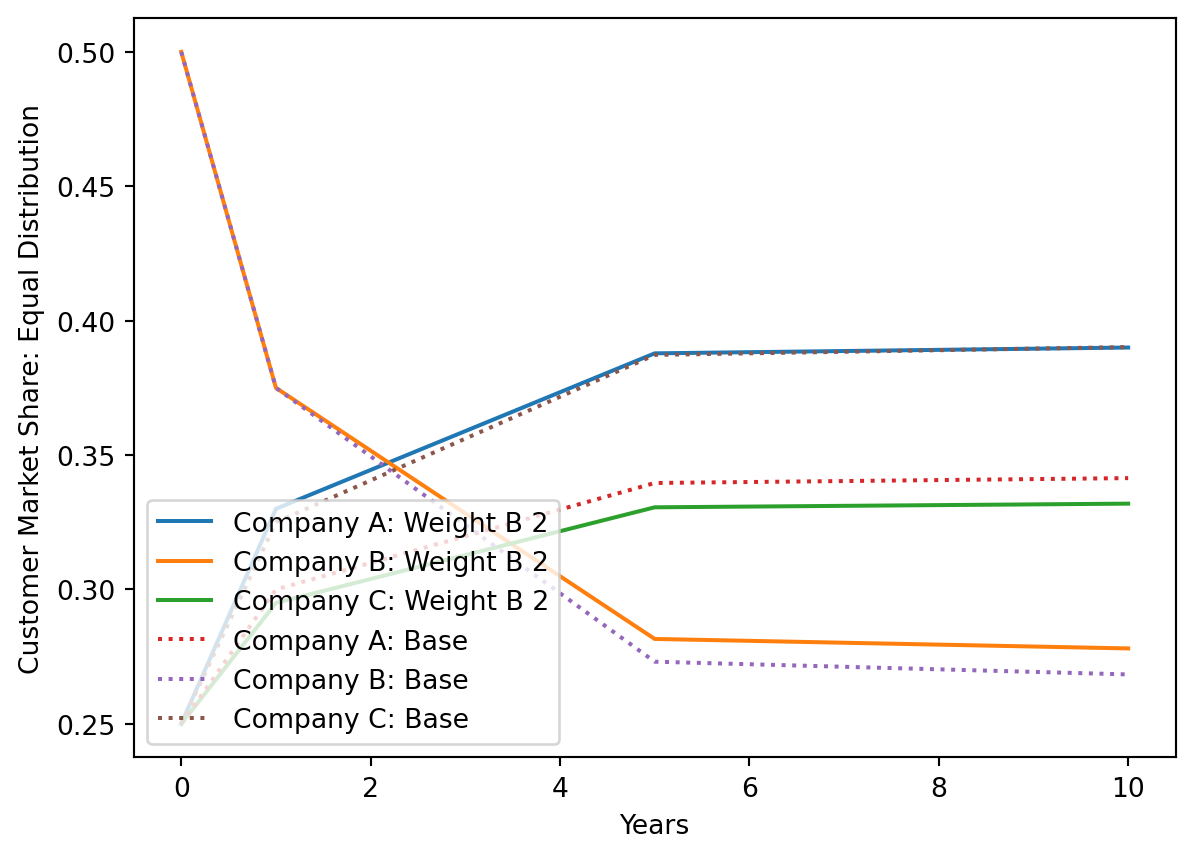 Customer Market Share: Equal Distribution
0.50
0.45
0.40
0.35
0.30
0.25
Company A: Weight B 2
Company B: Weight B 2
Company C: Weight B 2
Company A: Base
Company B: Base
Company C: Base
0 2 4 6 8 10
Years